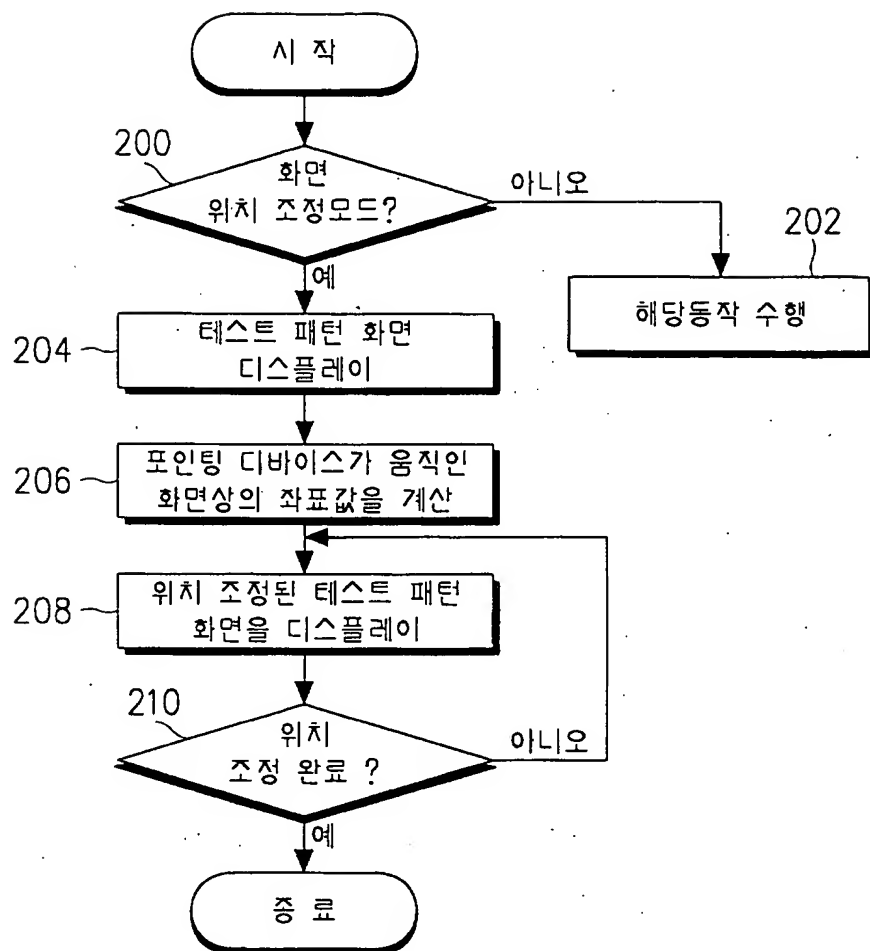 시 작
200
화면
위치 조정모드?
아니오
202
해당동작 수행
예
204
테스트 패턴 화면
디스플레이
206
포인팅 디바이스가 움직인
화면상의 좌표값을 계산
208
위치 조정된 테스트 패턴
화면을 디스플레이
210
위치
조정 완료 ?
아니오
예
종 료